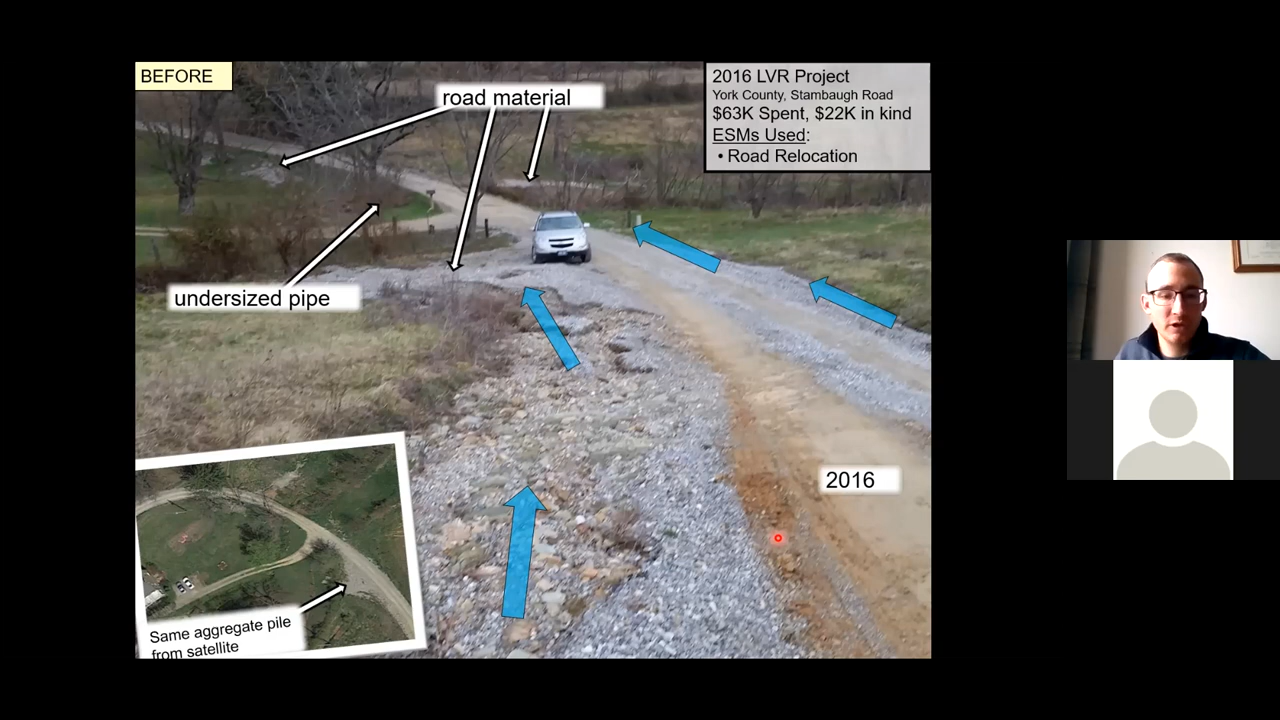 BEFORE
road material
2016 LVR Project
York County, Stambaugh Road
$63K Spent, $22K in kind
ESMs Used:
• Road Relocation
undersized pipe
2016
Same aggregate pile
from satellite